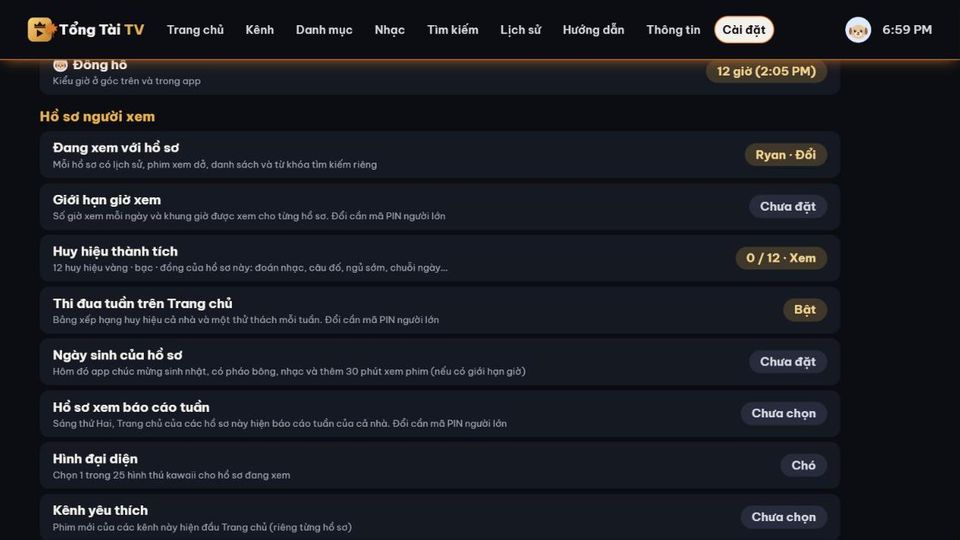 Tổng Tài TV Trang chủ Kênh Danh mục Nhạc Tìm kiếm Lịch sử Hướng dẫn Thông tin Cài đặt 6:59 PM
Đồng hồ
12 giờ (2:05 PM)
Kiểu giờ ở góc trên và trong app
Hồ sơ người xem
Đang xem với hồ sơ
Ryan · Đổi
Mỗi hồ sơ có lịch sử, phim xem dở, danh sách và từ khóa tìm kiếm riêng
Giới hạn giờ xem
Chưa đặt
Số giờ xem mỗi ngày và khung giờ được xem cho từng hồ sơ. Đổi cần mã PIN người lớn
Huy hiệu thành tích
0 / 12 · Xem
12 huy hiệu vàng · bạc · đồng của hồ sơ này: đoán nhạc, câu đố, ngủ sớm, chuỗi ngày...
Thi đua tuần trên Trang chủ
Bật
Bảng xếp hạng huy hiệu cả nhà và một thử thách mỗi tuần. Đổi cần mã PIN người lớn
Ngày sinh của hồ sơ
Chưa đặt
Hôm đó app chúc mừng sinh nhật, có pháo bông, nhạc và thêm 30 phút xem phim (nếu có giới hạn giờ)
Hồ sơ xem báo cáo tuần
Chưa chọn
Sáng thứ Hai, Trang chủ của các hồ sơ này hiện báo cáo tuần của cả nhà. Đổi cần mã PIN người lớn
Hình đại diện
Chó
Chọn 1 trong 25 hình thú kawaii cho hồ sơ đang xem
Kênh yêu thích
Chưa chọn
Phim mới của các kênh này hiện đầu Trang chủ (riêng từng hồ sơ)